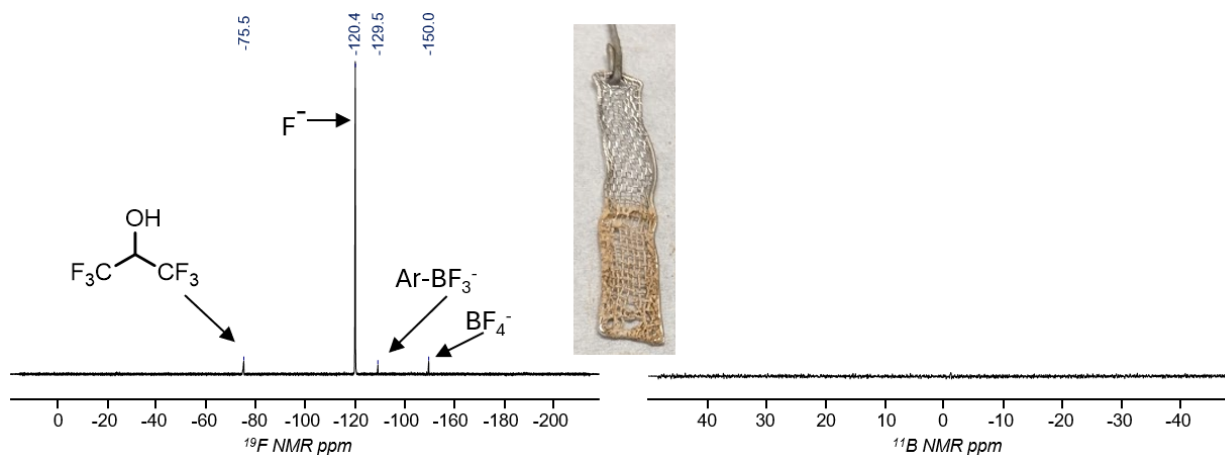 -75.5
-120.4
-129.5
-150.0
F⁻
OH
F₃C CF₃
Ar-BF₃⁻
BF₄⁻
0 -20 -40 -60 -80 -100 -120 -100 -160 -180 -200
¹⁹F NMR ppm
40 30 20 10 0 -10 -20 -30 -40
¹¹B NMR ppm